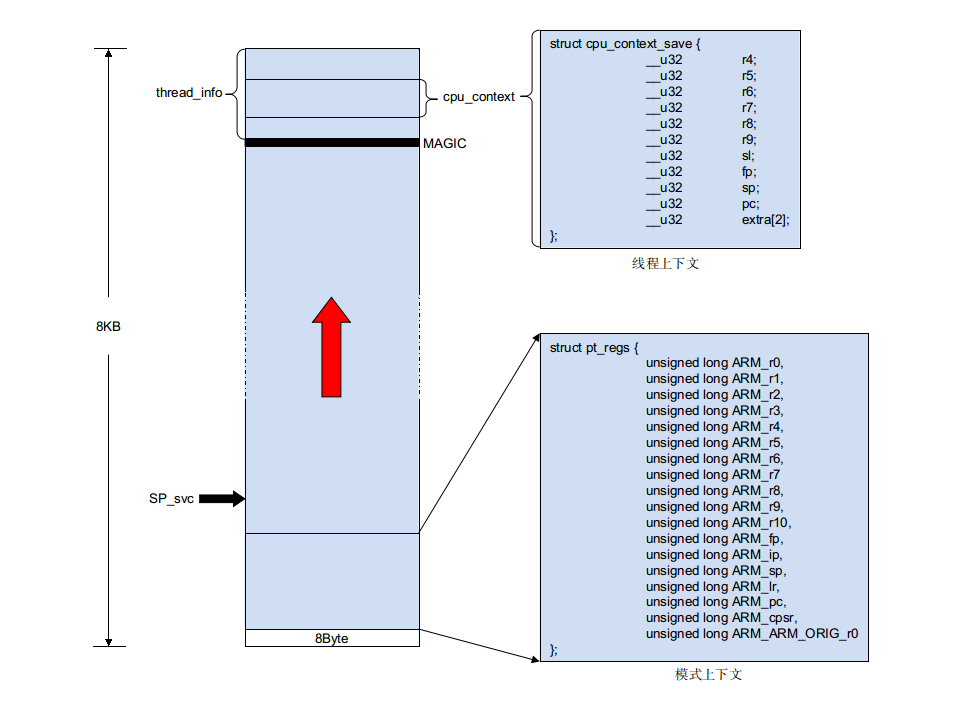 struct cpu_context_save {
__u32 r4;
__u32 r5;
__u32 r6;
__u32 r7;
__u32 r8;
__u32 r9;
__u32 sl;
__u32 fp;
__u32 sp;
__u32 pc;
__u32 extra[2];
};
线程上下文
thread_info
cpu_context
MAGIC
8KB
SP_svc
8Byte
struct pt_regs {
unsigned long ARM_r0,
unsigned long ARM_r1,
unsigned long ARM_r2,
unsigned long ARM_r3,
unsigned long ARM_r4,
unsigned long ARM_r5,
unsigned long ARM_r6,
unsigned long ARM_r7
unsigned long ARM_r8,
unsigned long ARM_r9,
unsigned long ARM_r10,
unsigned long ARM_fp,
unsigned long ARM_ip,
unsigned long ARM_sp,
unsigned long ARM_lr,
unsigned long ARM_pc,
unsigned long ARM_cpsr,
unsigned long ARM_ARM_ORIG_r0
};
模式上下文